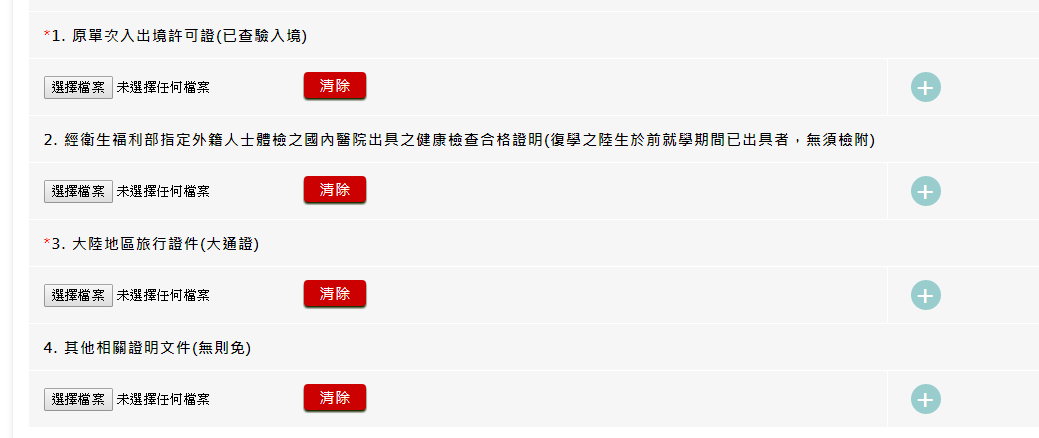 *1. 原單次入出境許可證(已查驗入境)
選擇檔案 未選擇任何檔案 清除 +
2. 經衛生福利部指定外籍人士體檢之國內醫院出具之健康檢查合格證明(復學之陸生於前就學期間已出具者，無須檢附)
選擇檔案 未選擇任何檔案 清除 +
*3. 大陸地區旅行證件(大通證)
選擇檔案 未選擇任何檔案 清除 +
4. 其他相關證明文件(無則免)
選擇檔案 未選擇任何檔案 清除 +